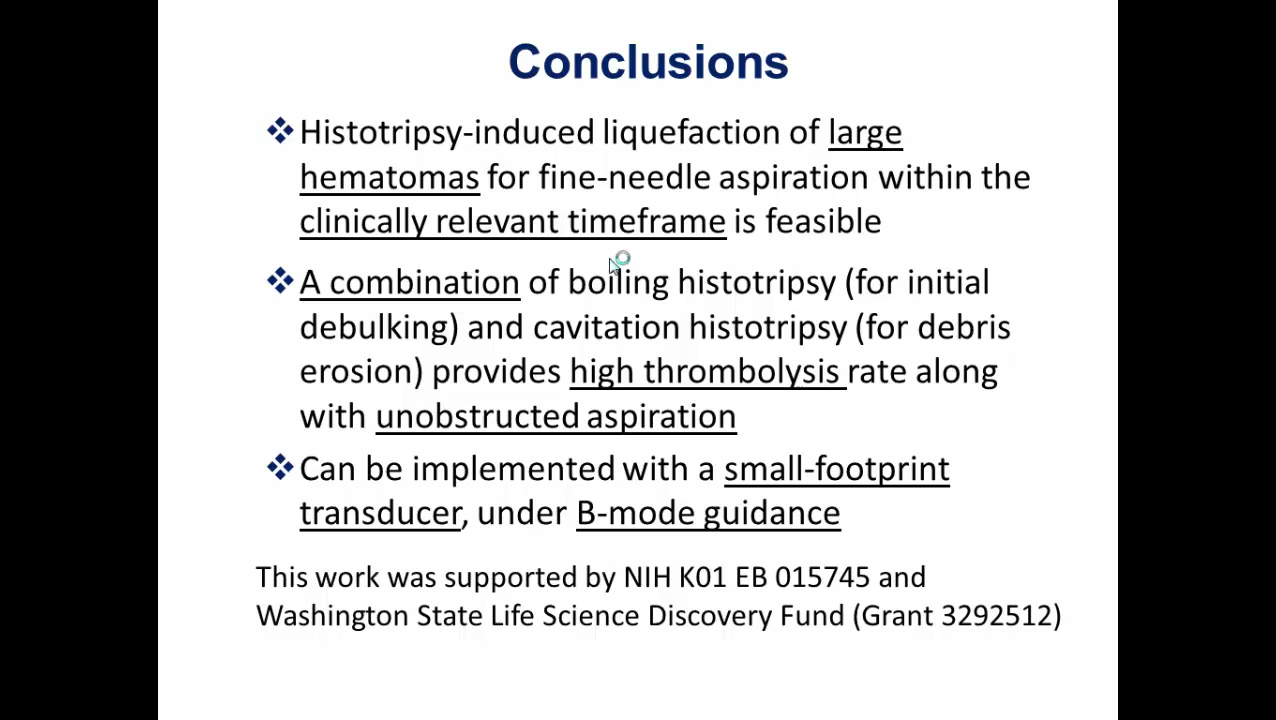 Conclusions
❖Histotripsy-induced liquefaction of large
hematomas for fine-needle aspiration within the
clinically relevant timeframe is feasible
❖A combination of boiling histotripsy (for initial
debulking) and cavitation histotripsy (for debris
erosion) provides high thrombolysis rate along
with unobstructed aspiration
❖Can be implemented with a small-footprint
transducer, under B-mode guidance
This work was supported by NIH K01 EB 015745 and
Washington State Life Science Discovery Fund (Grant 3292512)